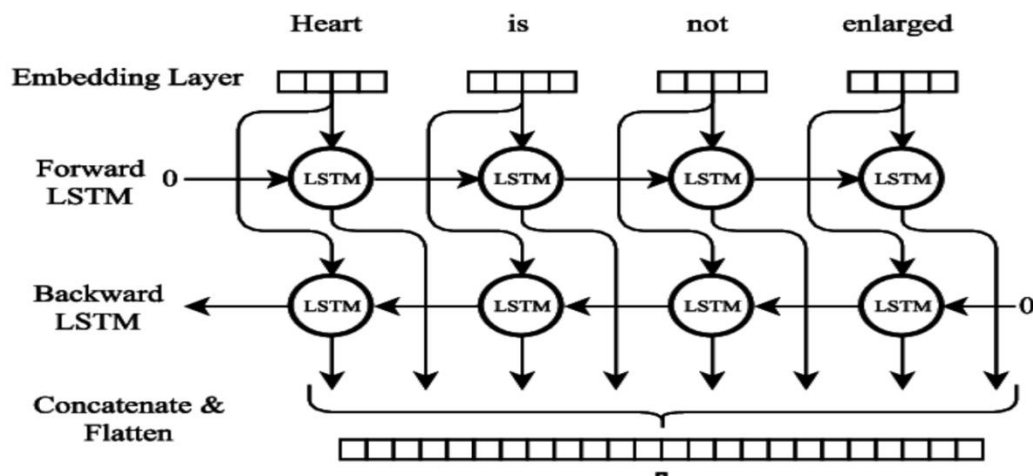 Heart is not enlarged
Embedding Layer
Forward
LSTM
0
LSTM LSTM LSTM LSTM
Backward
LSTM
LSTM LSTM LSTM LSTM
0
Concatenate &
Flatten